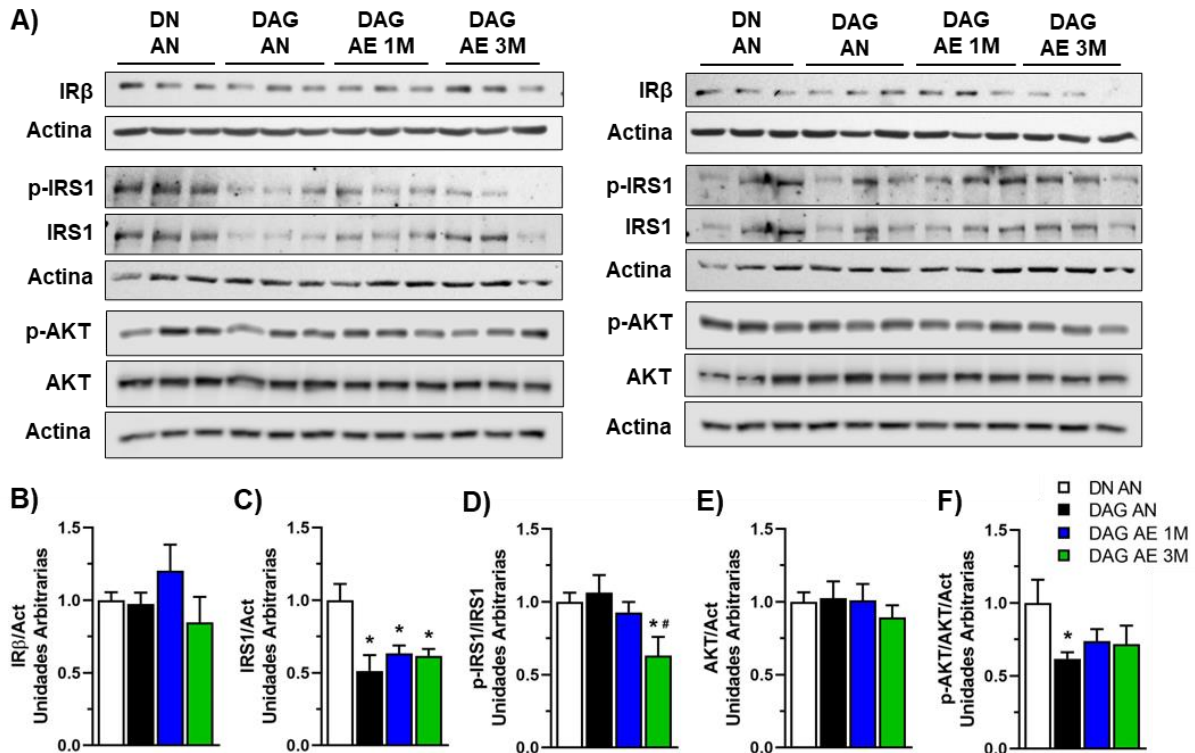 A)
DN AN
DAG AN
DAG AE 1M
DAG AE 3M
IRβ
Actina
p-IRS1
IRS1
Actina
p-AKT
AKT
Actina
DN AN
DAG AN
DAG AE 1M
DAG AE 3M
IRβ
Actina
p-IRS1
IRS1
Actina
p-AKT
AKT
Actina
B)
IRβ/Act
Unidades Arbitrarias
1.5
1.0
0.5
0.0
C)
IRS1/Act
Unidades Arbitrarias
1.5
1.0
0.5
0.0
* * *
D)
p-IRS1/IRS1
Unidades Arbitrarias
1.5
1.0
0.5
0.0
* #
E)
AKT/Act
Unidades Arbitrarias
1.5
1.0
0.5
0.0
DN AN
DAG AN
DAG AE 1M
DAG AE 3M
F)
p-AKT/AKT/Act
Unidades Arbitrarias
1.5
1.0
0.5
0.0
*